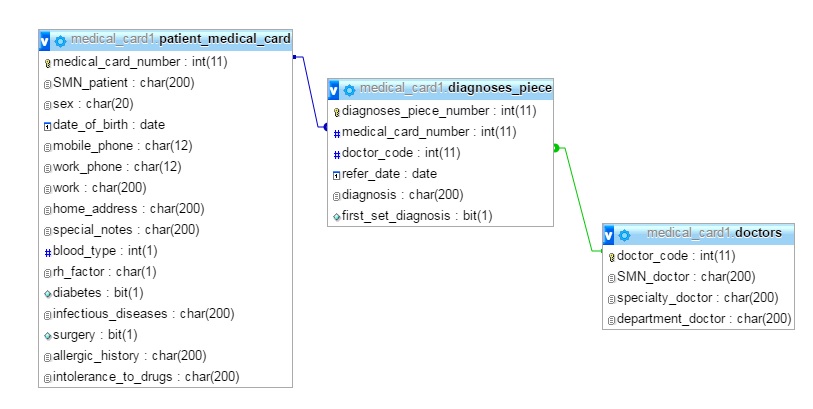 medical_card1.patient_medical_card
medical_card_number : int(11)
SMN_patient : char(200)
sex : char(20)
date_of_birth : date
mobile_phone : char(12)
work_phone : char(12)
work : char(200)
home_address : char(200)
special_notes : char(200)
blood_type : int(1)
rh_factor : char(1)
diabetes : bit(1)
infectious_diseases : char(200)
surgery : bit(1)
allergic_history : char(200)
intolerance_to_drugs : char(200)
medical_card1.diagnoses_piece
diagnoses_piece_number : int(11)
medical_card_number : int(11)
doctor_code : int(11)
refer_date : date
diagnosis : char(200)
first_set_diagnosis : bit(1)
medical_card1.doctors
doctor_code : int(11)
SMN_doctor : char(200)
specialty_doctor : char(200)
department_doctor : char(200)